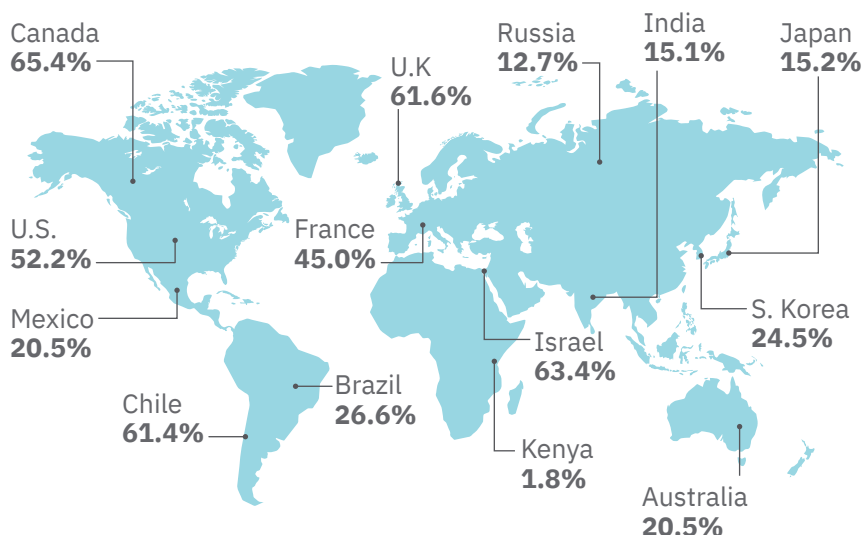 Canada
65.4%
U.K
61.6%
Russia
12.7%
India
15.1%
Japan
15.2%
U.S.
52.2%
France
45.0%
Mexico
20.5%
Israel
63.4%
S. Korea
24.5%
Chile
61.4%
Brazil
26.6%
Kenya
1.8%
Australia
20.5%